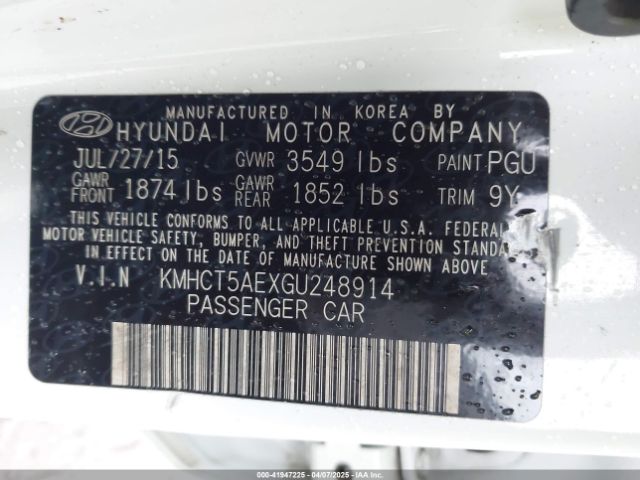 MANUFACTURED IN KOREA BY
HYUNDAI MOTOR COMPANY
JUL/27/15 GVWR 3549 lbs PAINT PGU
GAWR FRONT 1874 lbs GAWR REAR 1852 lbs TRIM 9Y
THIS VEHICLE CONFORMS TO ALL APPLICABLE U.S.A. FEDERAL
MOTOR VEHICLE SAFETY, BUMPER, AND THEFT PREVENTION STANDA
IN EFFECT ON THE DATE OF MANUFACTURE SHOWN ABOVE.
V.I.N KMHCT5AEXGU248914
PASSENGER CAR
000-41947225 - 04/07/2025 - IAAI.COM